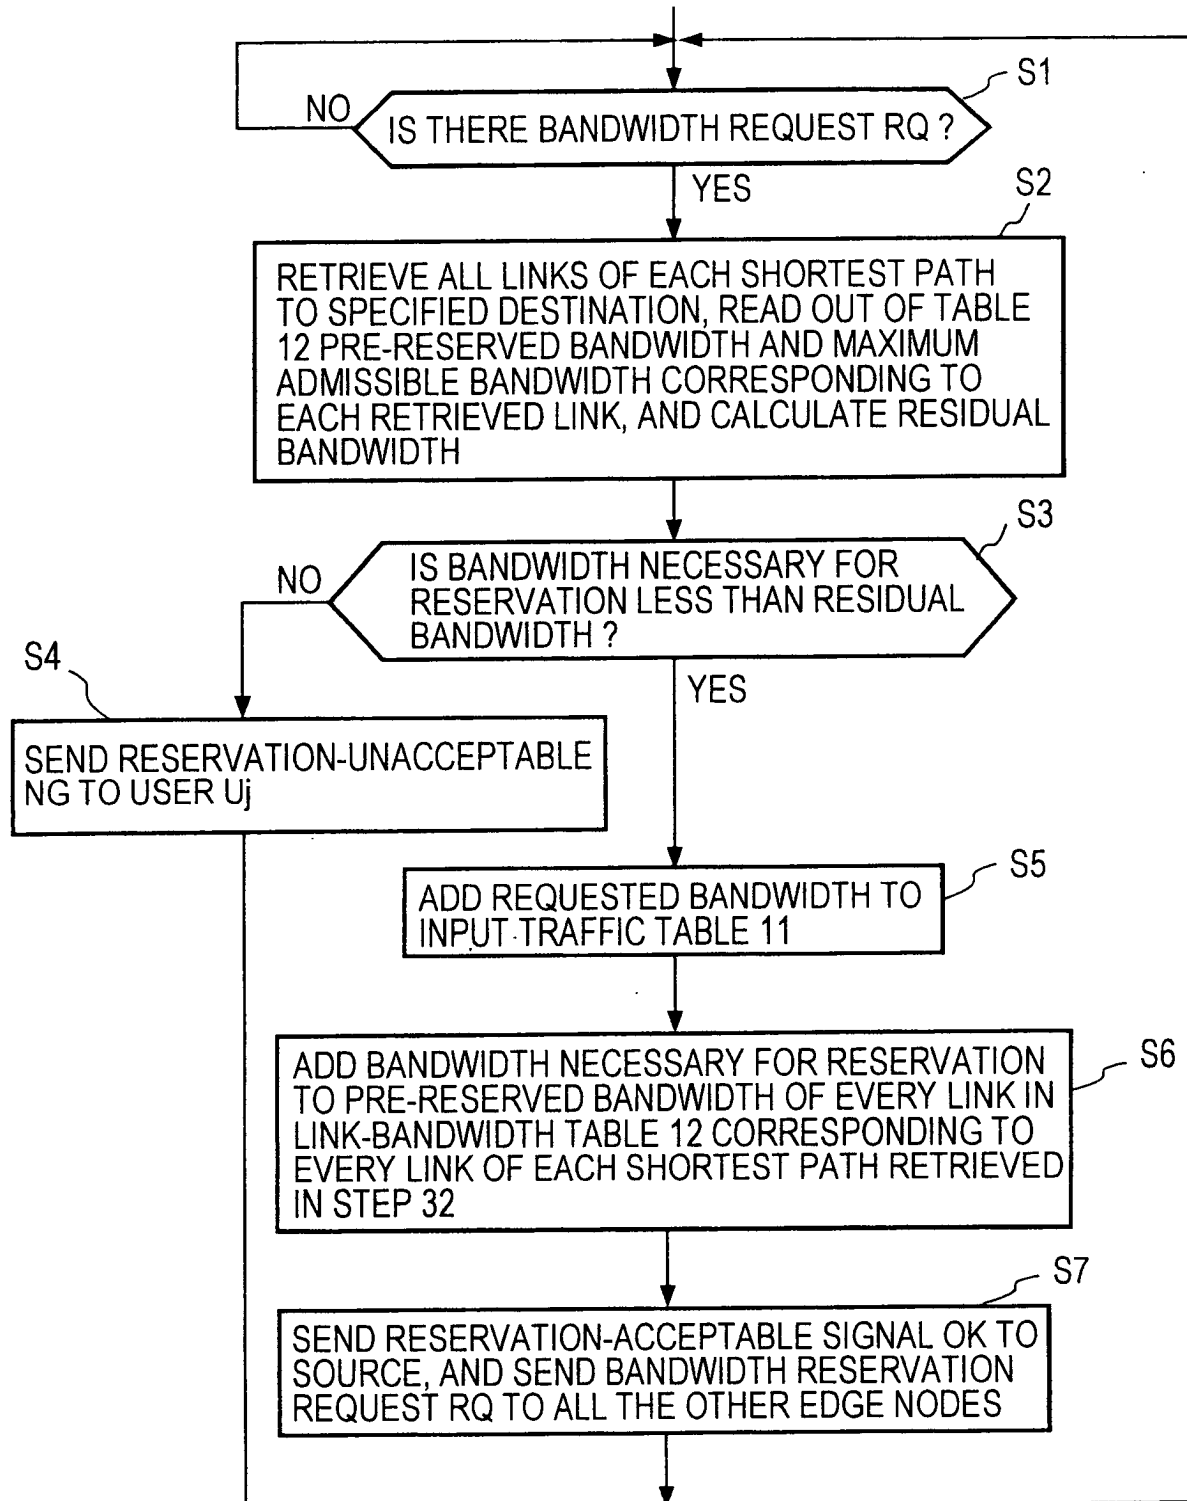 S1
NO
IS THERE BANDWIDTH REQUEST RQ ?
YES
S2
RETRIEVE ALL LINKS OF EACH SHORTEST PATH
TO SPECIFIED DESTINATION, READ OUT OF TABLE
12 PRE-RESERVED BANDWIDTH AND MAXIMUM
ADMISSIBLE BANDWIDTH CORRESPONDING TO
EACH RETRIEVED LINK, AND CALCULATE RESIDUAL
BANDWIDTH
S3
NO
IS BANDWIDTH NECESSARY FOR
RESERVATION LESS THAN RESIDUAL
BANDWIDTH ?
YES
S4
SEND RESERVATION-UNACCEPTABLE
NG TO USER Uj
S5
ADD REQUESTED BANDWIDTH TO
INPUT TRAFFIC TABLE 11
S6
ADD BANDWIDTH NECESSARY FOR RESERVATION
TO PRE-RESERVED BANDWIDTH OF EVERY LINK IN
LINK-BANDWIDTH TABLE 12 CORRESPONDING TO
EVERY LINK OF EACH SHORTEST PATH RETRIEVED
IN STEP 32
S7
SEND RESERVATION-ACCEPTABLE SIGNAL OK TO
SOURCE, AND SEND BANDWIDTH RESERVATION
REQUEST RQ TO ALL THE OTHER EDGE NODES